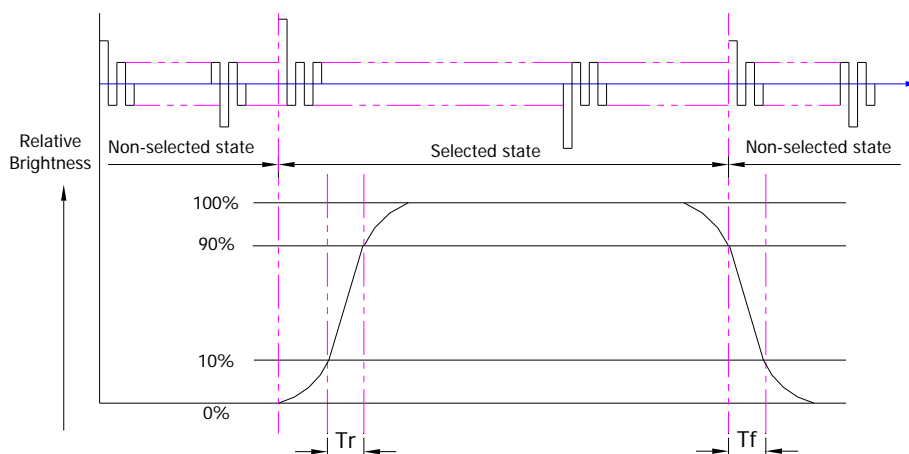 Relative
Brightness
Non-selected state
Selected state
Non-selected state
100%
90%
10%
0%
Tr
Tf